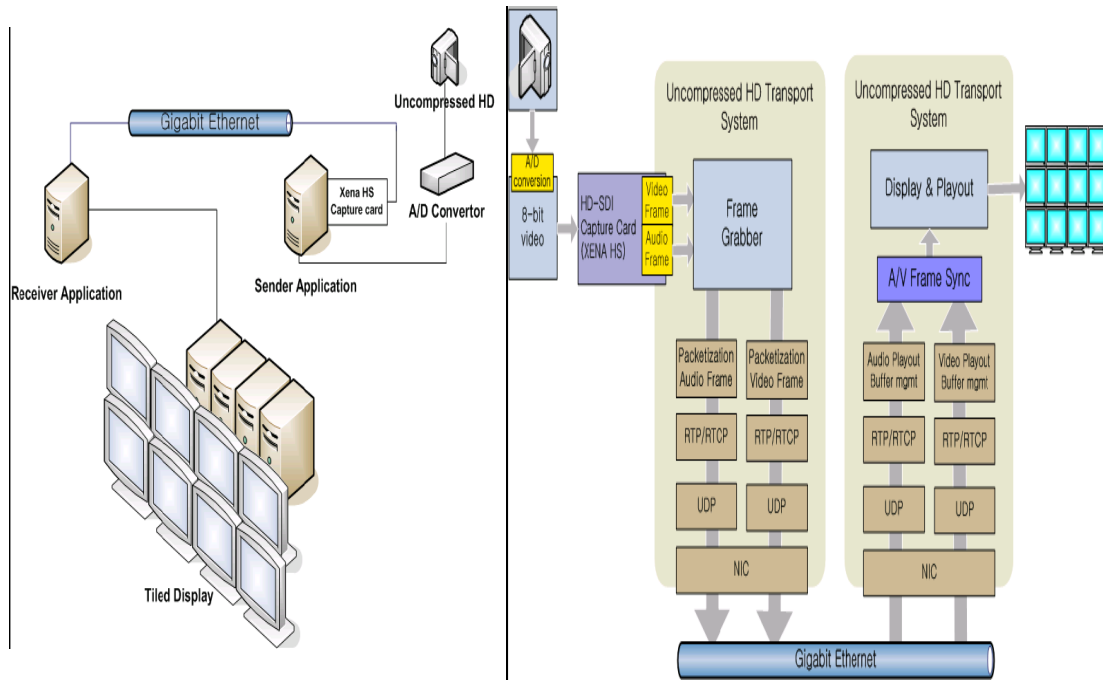 Uncompressed HD
Gigabit Ethernet
Xena HS
Capture card
A/D Convertor
Receiver Application
Sender Application
Tiled Display
A/D
conversion
8-bit
video
HD-SDI
Capture Card
(XENA HS)
Video
Frame
Audio
Frame
Uncompressed HD Transport
System
Frame
Grabber
Packetization
Audio Frame
Packetization
Video Frame
RTP/RTCP
RTP/RTCP
UDP
UDP
NIC
Uncompressed HD Transport
System
Display & Playout
A/V Frame Sync
Audio Playout
Buffer mgmt
Video Playout
Buffer mgmt
RTP/RTCP
RTP/RTCP
UDP
UDP
NIC
Gigabit Ethernet